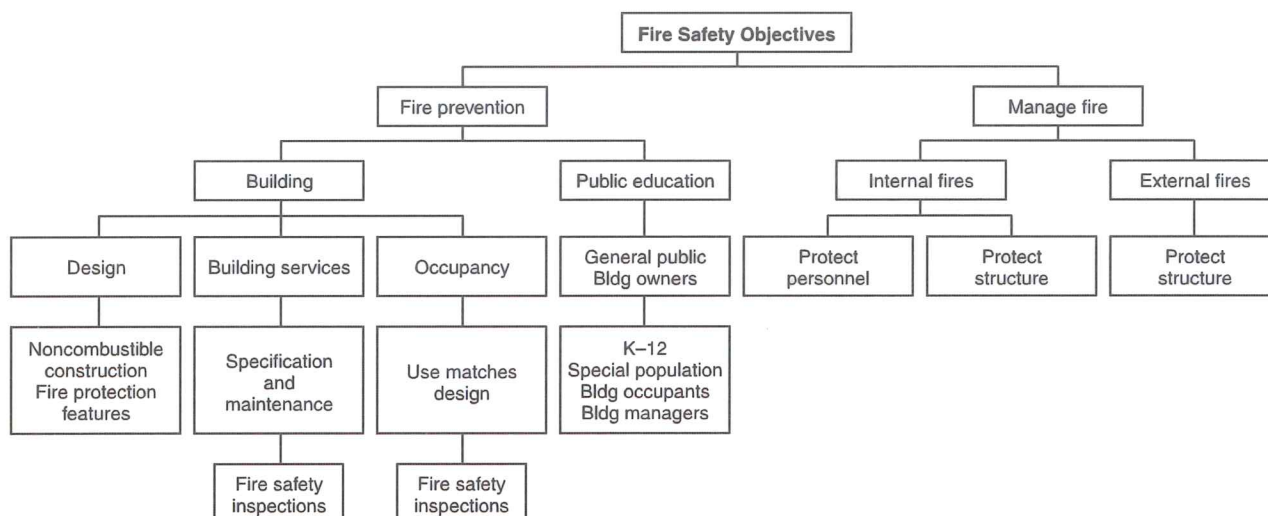 Fire Safety Objectives
Fire prevention
Manage fire
Building
Public education
Internal fires
External fires
Design
Building services
Occupancy
General public
Bldg owners
Protect
personnel
Protect
structure
Protect
structure
Noncombustible
construction
Fire protection
features
Specification
and
maintenance
Use matches
design
K–12
Special population
Bldg occupants
Bldg managers
Fire safety
inspections
Fire safety
inspections